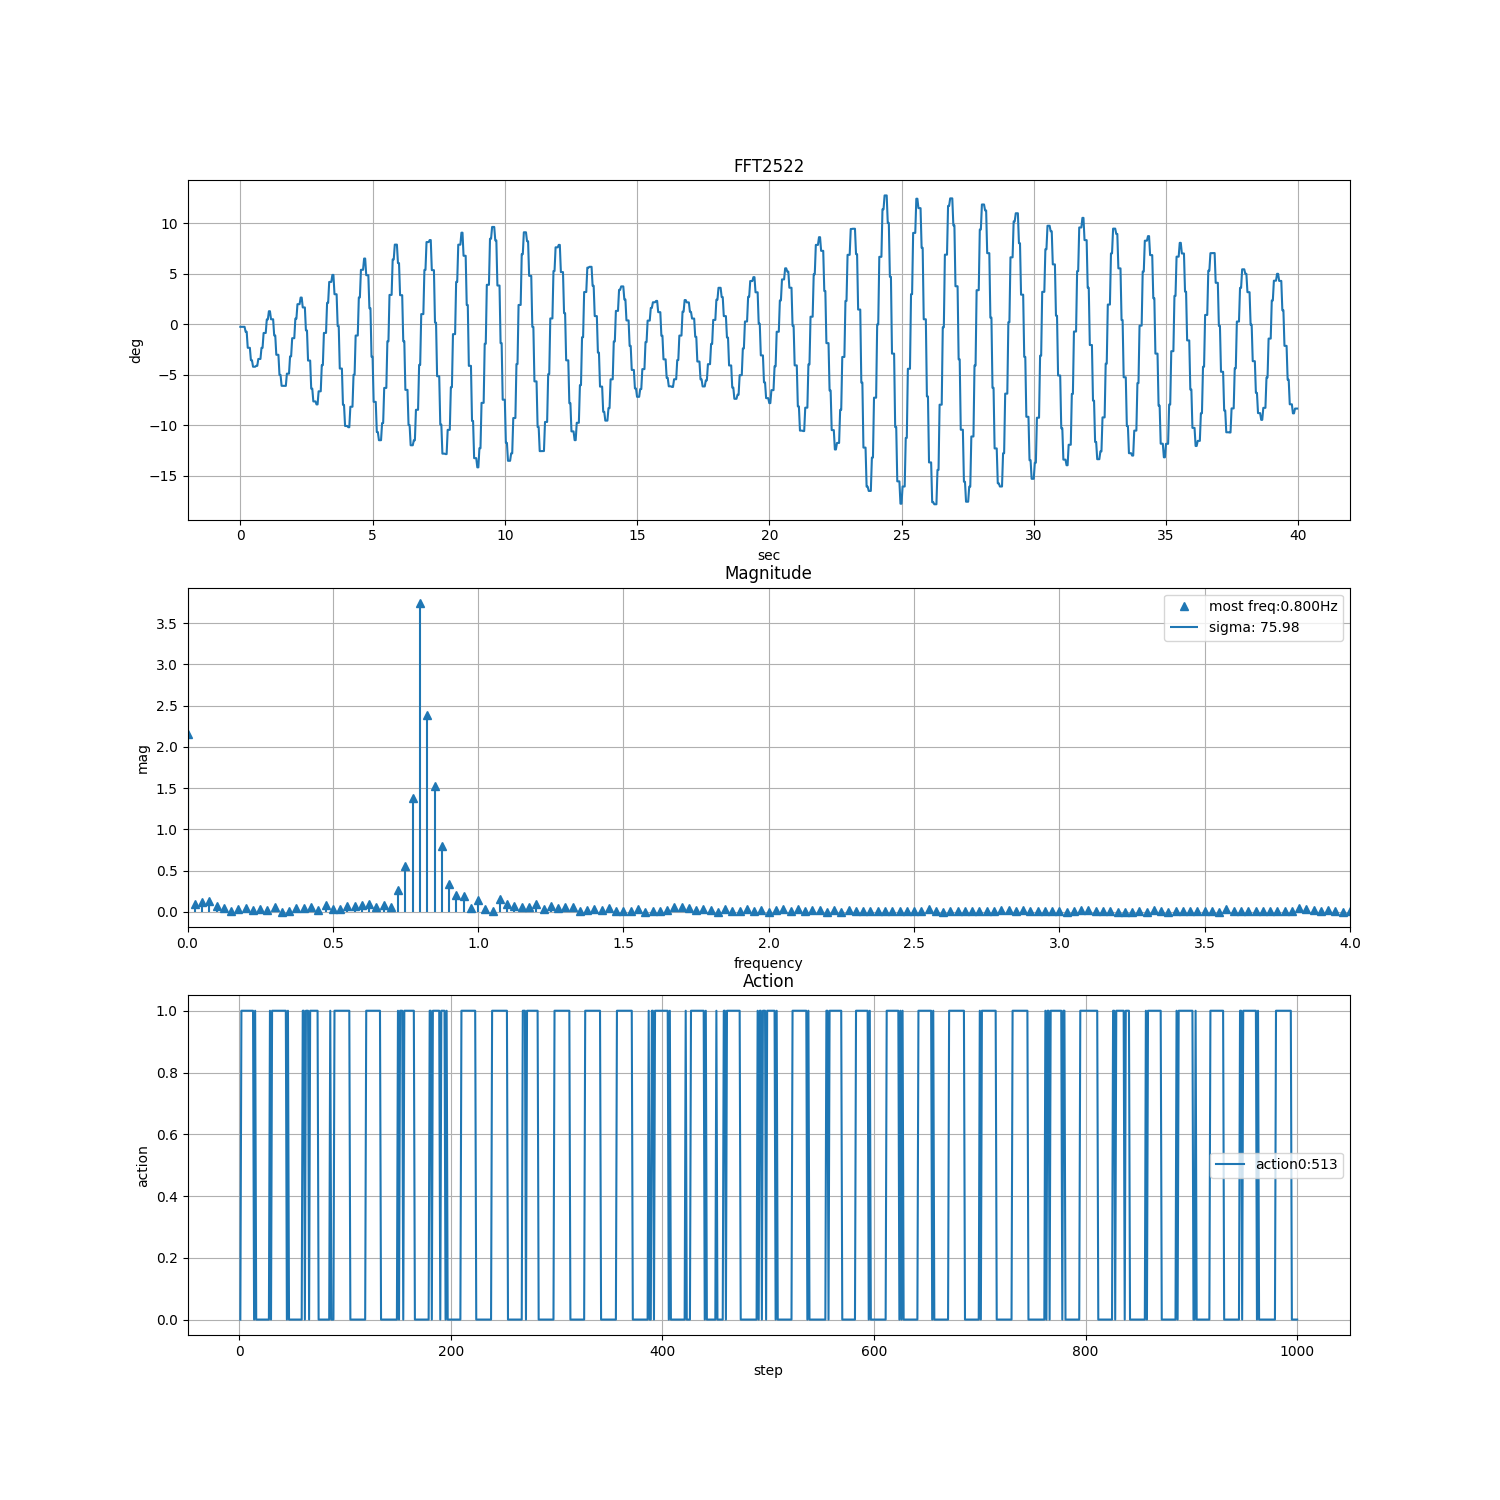 FFT2522
10
5
0
−5
−10
−15
deg
0 5 10 15 20 25 30 35 40
sec
Magnitude
most freq:0.800Hz
sigma: 75.98
3.5
3.0
2.5
2.0
1.5
1.0
0.5
0.0
mag
0.0 0.5 1.0 1.5 2.0 2.5 3.0 3.5 4.0
frequency
Action
1.0
0.8
0.6
0.4
0.2
0.0
action
action0:513
0 200 400 600 800 1000
step